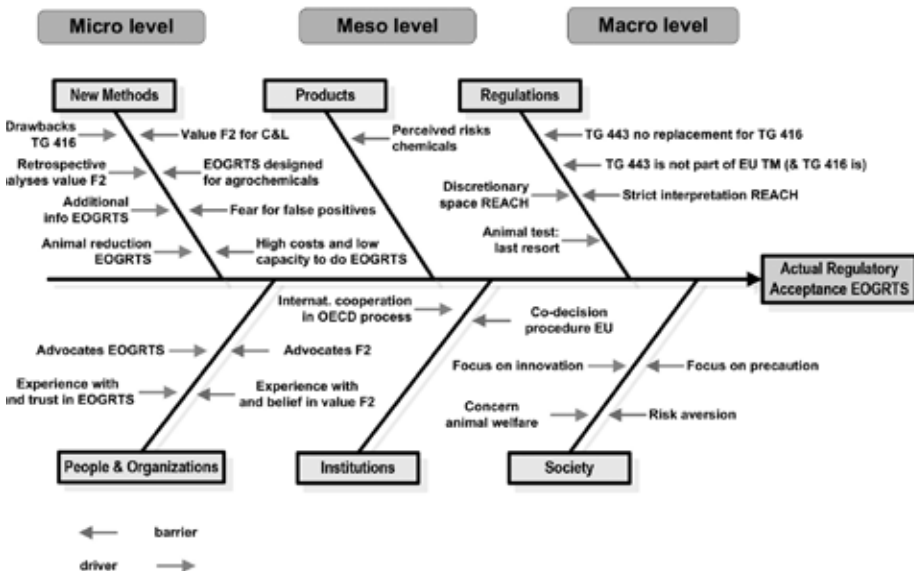 Micro level
Meso level
Macro level
New Methods
Products
Regulations
Drawbacks
TG 416
Value F2 for C&L
Retrospective
nalyses value F2
EOGRTS designed
for agrochemicals
Additional
info EOGRTS
Fear for false positives
Animal reduction
EOGRTS
High costs and low
capacity to do EOGRTS
Perceived risks
chemicals
TG 443 no replacement for TG 416
TG 443 is not part of EU TM (& TG 416 is)
Discretionary
space REACH
Strict interpretation REACH
Animal test:
last resort
Actual Regulatory
Acceptance EOGRTS
Advocates EOGRTS
Advocates F2
Experience with
and trust in EOGRTS
Experience with
and belief in value F2
Internat. cooperation
in OECD process
Co-decision
procedure EU
Focus on innovation
Focus on precaution
Concern
animal welfare
Risk aversion
People & Organizations
Institutions
Society
barrier
driver